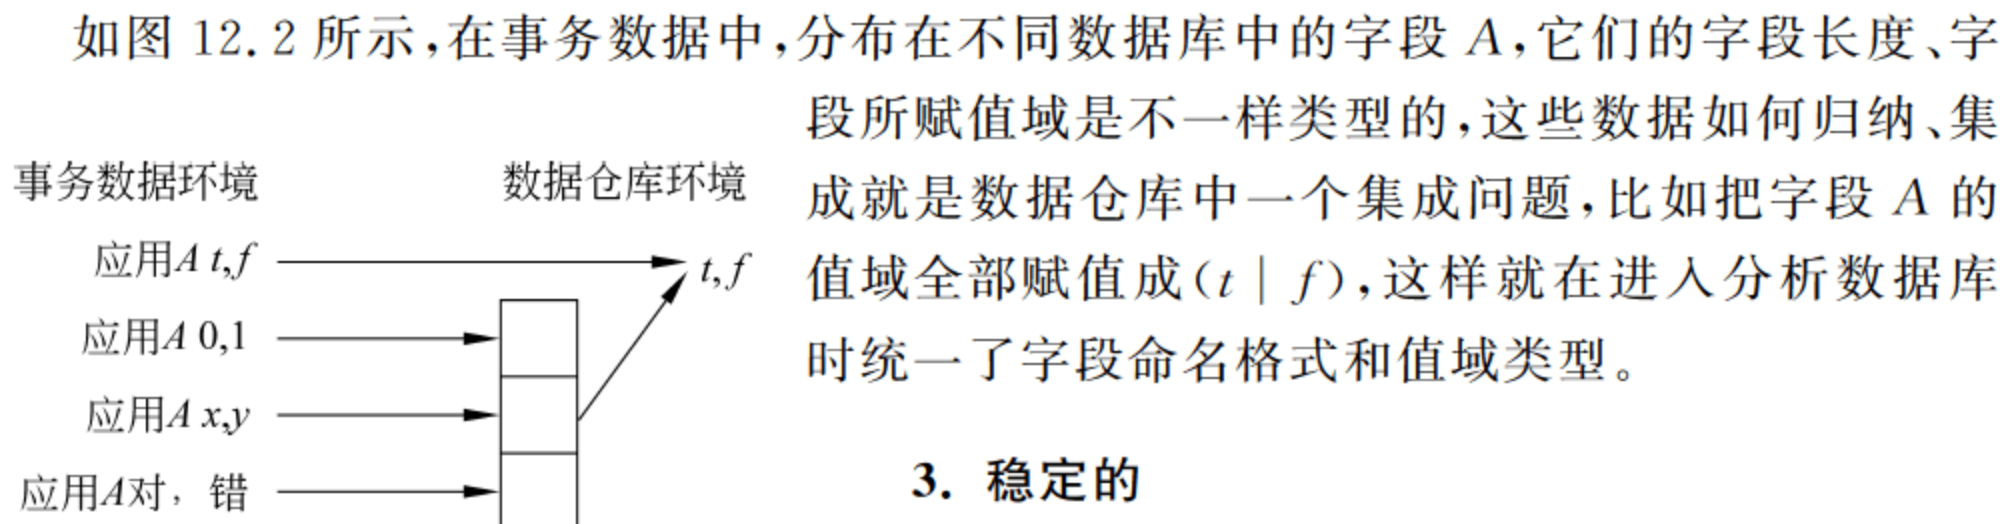 如图 12.2 所示,在事务数据中,分布在不同数据库中的字段 A,它们的字段长度、字
段所赋值域是不一样类型的,这些数据如何归纳、集
成就是数据仓库中一个集成问题,比如把字段 A 的
值域全部赋值成(t | f),这样就在进入分析数据库
时统一了字段命名格式和值域类型。
事务数据环境 数据仓库环境
应用A t,f t,f
应用A 0,1
应用A x,y
应用A对，错
3. 稳定的